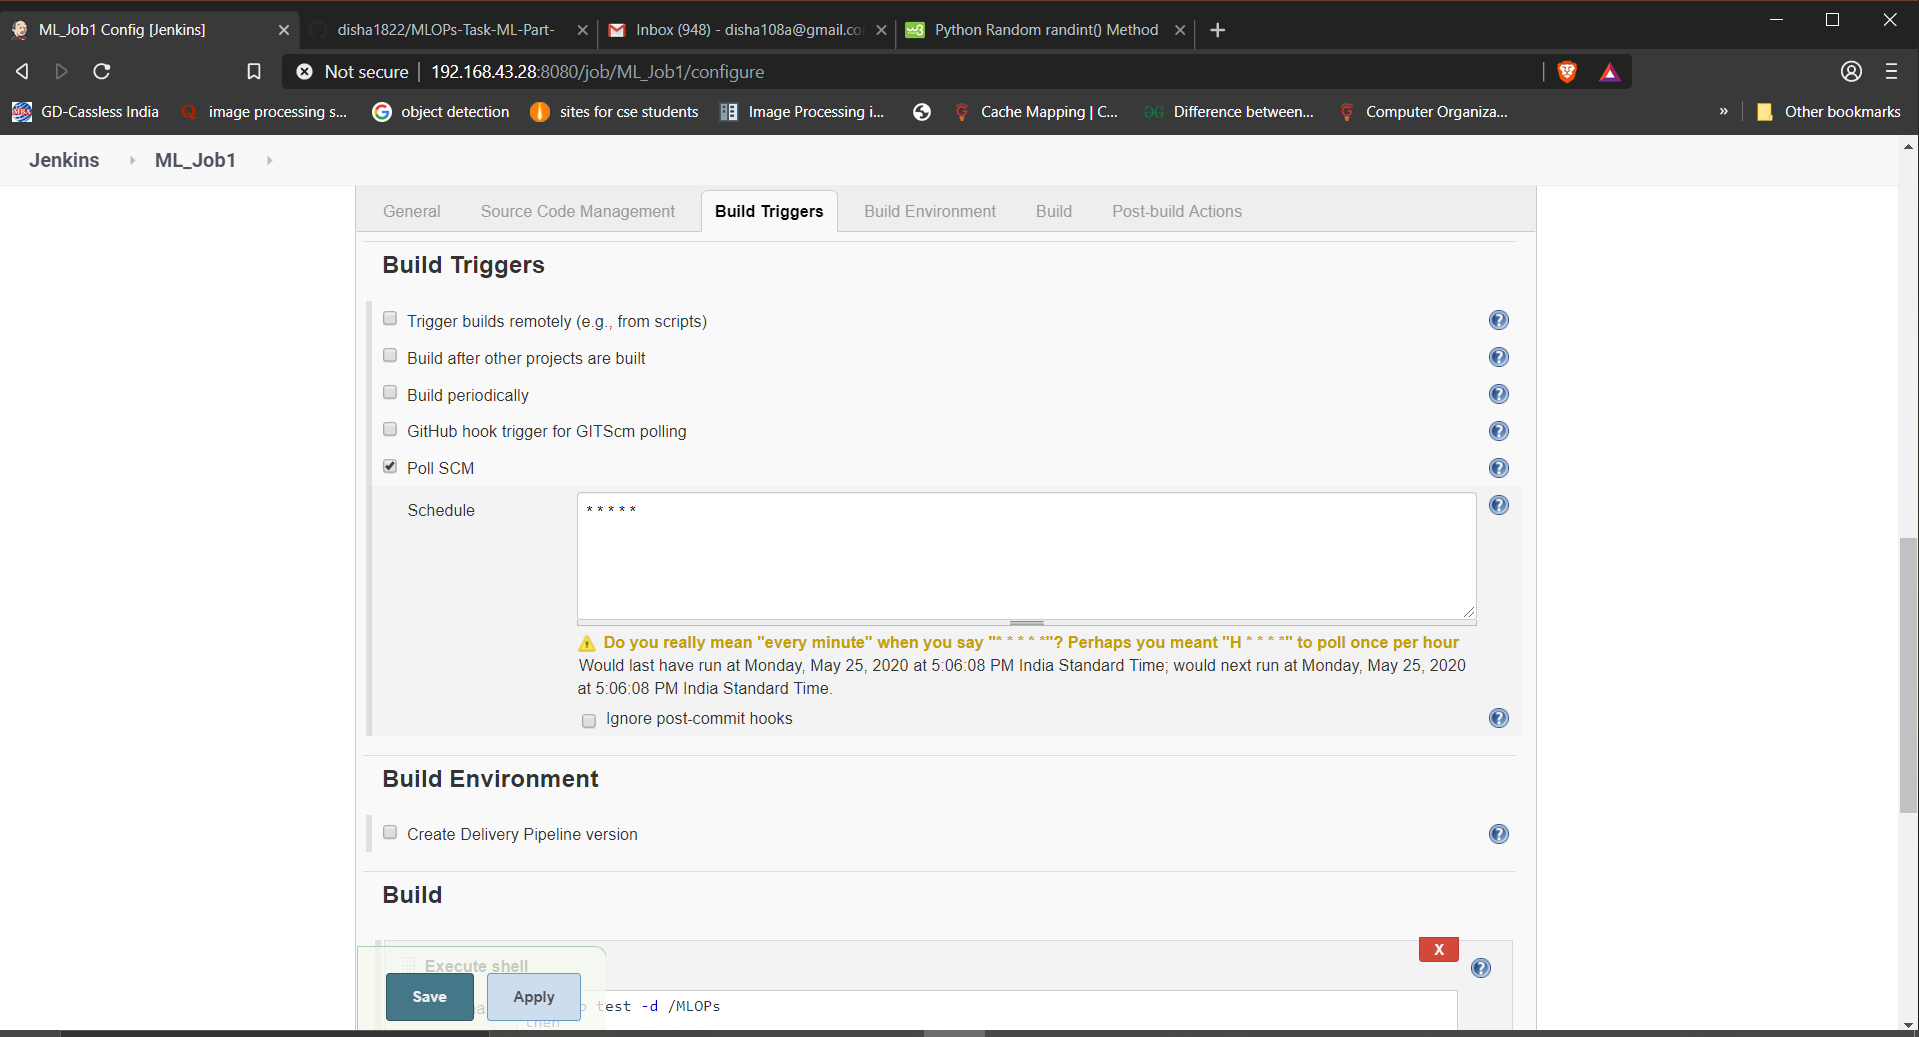 ML_Job1 Config [Jenkins]
disha1822/MLOPs-Task-ML-Part-
Inbox (948) - disha108a@gmail.co
Python Random randint() Method
Not secure
192.168.43.28:8080/job/ML_Job1/configure
GD-Cassless India
image processing s...
object detection
sites for cse students
Image Processing i...
Cache Mapping | C...
Difference between...
Computer Organiza...
»
Other bookmarks
Jenkins
ML_Job1
General
Source Code Management
Build Triggers
Build Environment
Build
Post-build Actions
Build Triggers
Trigger builds remotely (e.g., from scripts)
Build after other projects are built
Build periodically
GitHub hook trigger for GITScm polling
Poll SCM
Schedule
* * * * *
Do you really mean "every minute" when you say "* * * * *"? Perhaps you meant "H * * * *" to poll once per hour
Would last have run at Monday, May 25, 2020 at 5:06:08 PM India Standard Time; would next run at Monday, May 25, 2020
at 5:06:08 PM India Standard Time.
Ignore post-commit hooks
Build Environment
Create Delivery Pipeline version
Build
X
Execute shell
Save
Apply
test -d /MLOPs
then